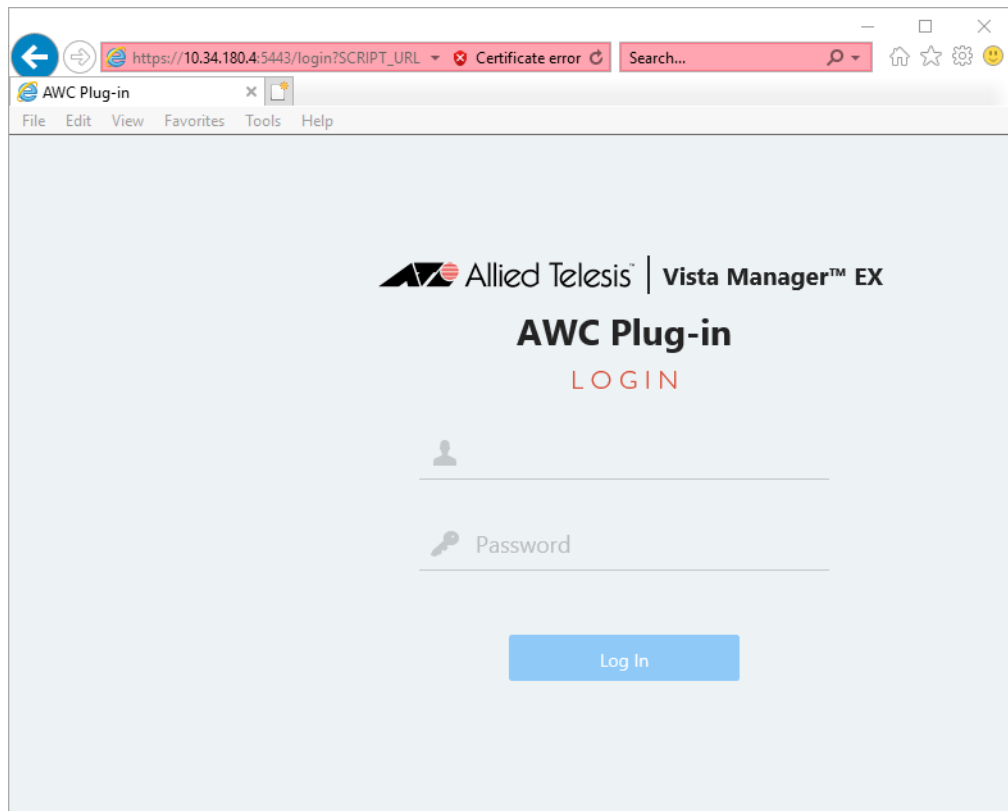 https://10.34.180.4:5443/login?SCRIPT_URL Certificate error Search...
AWC Plug-in
File Edit View Favorites Tools Help
Allied Telesis™ | Vista Manager™ EX
AWC Plug-in
LOGIN
Password
Log In